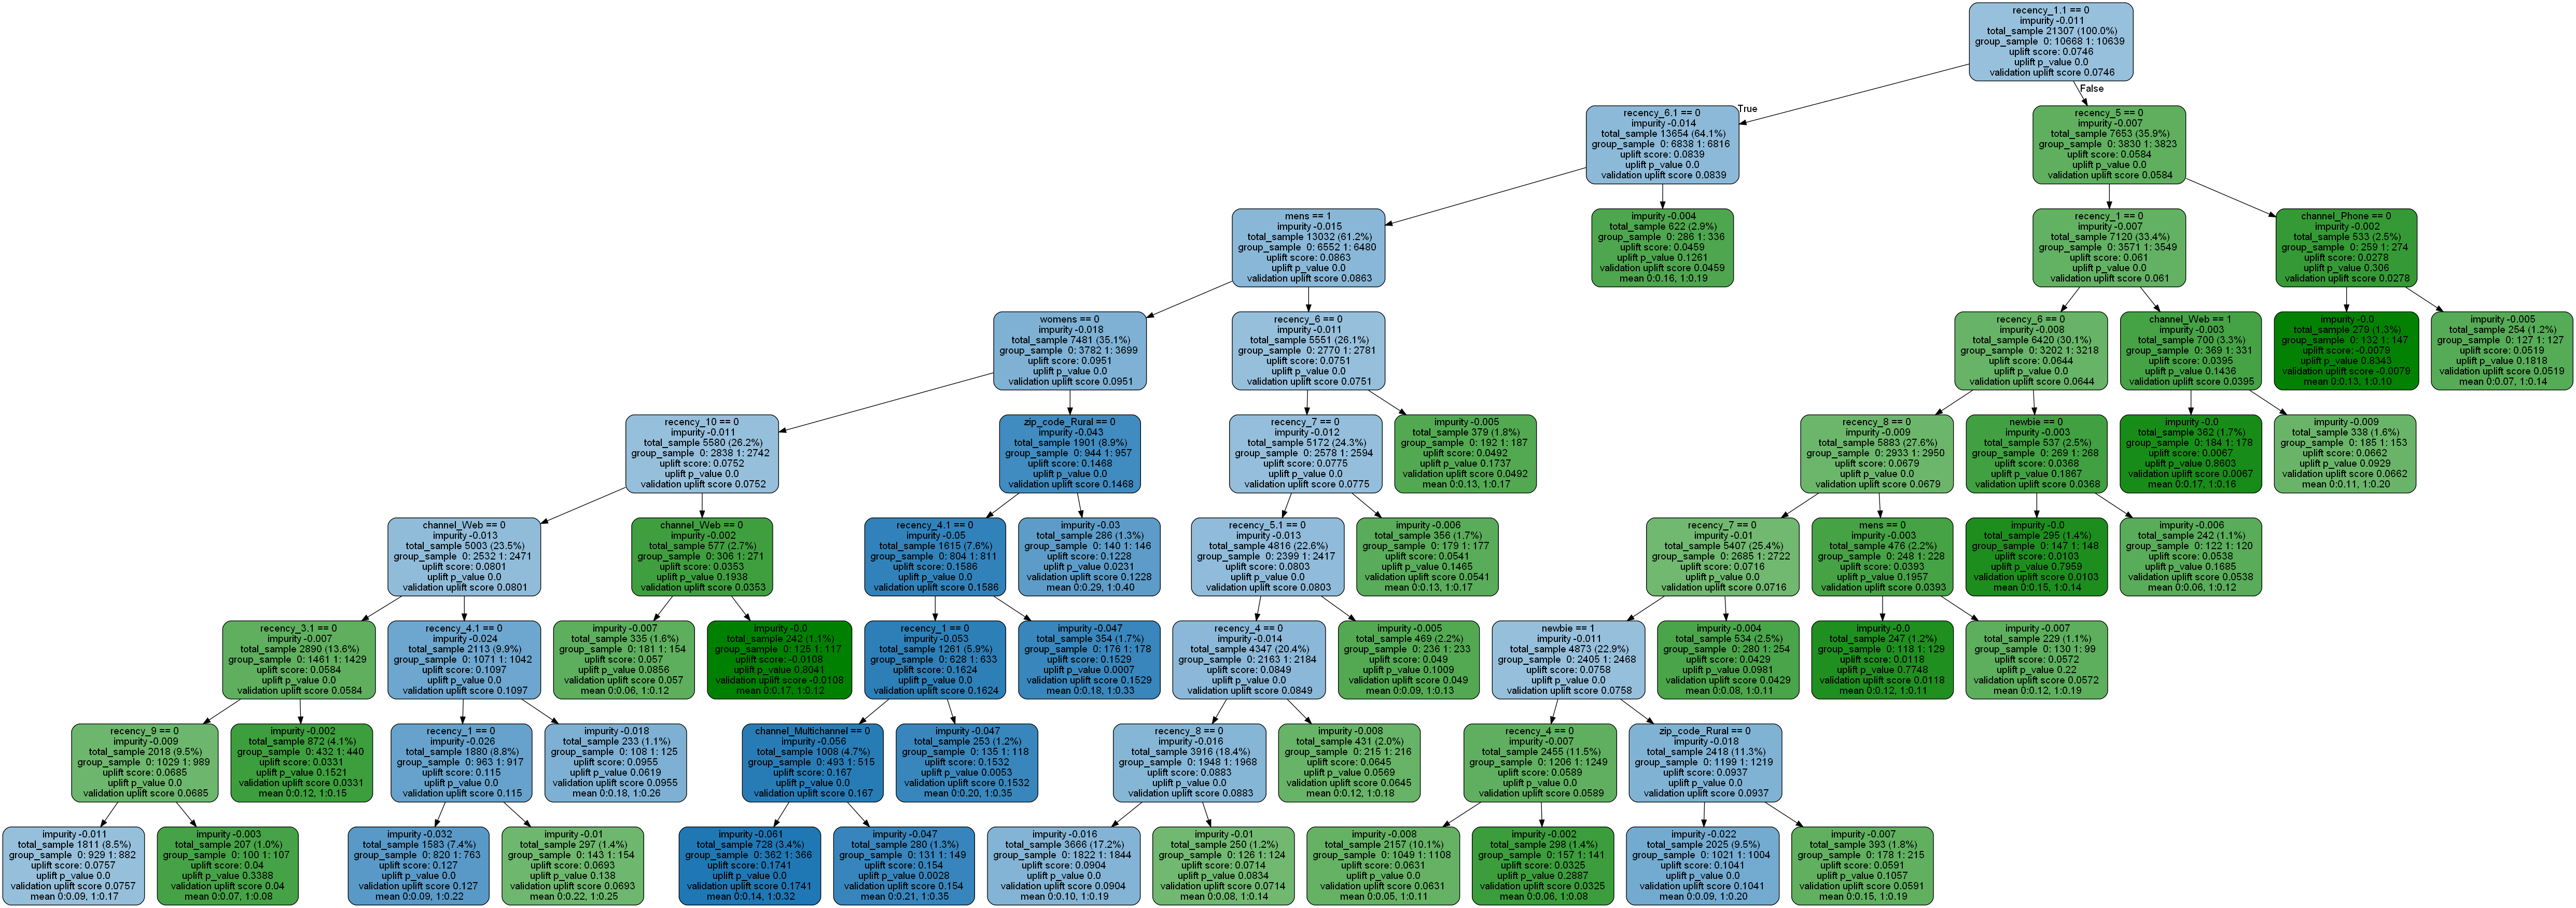 recency_1.1 == 0
impurity -0.011
total_sample 21307 (100.0%)
group_sample 0: 10668 1: 10639
uplift score: 0.0746
uplift p_value 0.0
validation uplift score 0.0746
True
False
recency_6.1 == 0
impurity -0.014
total_sample 13654 (64.1%)
group_sample 0: 6838 1: 6816
uplift score: 0.0839
uplift p_value 0.0
validation uplift score 0.0839
recency_5 == 0
impurity -0.007
total_sample 7653 (35.9%)
group_sample 0: 3830 1: 3823
uplift score: 0.0584
uplift p_value 0.0
validation uplift score 0.0584
mens == 1
impurity -0.015
total_sample 13032 (61.2%)
group_sample 0: 6552 1: 6480
uplift score: 0.0863
uplift p_value 0.0
validation uplift score 0.0863
impurity -0.004
total_sample 622 (2.9%)
group_sample 0: 286 1: 336
uplift score: 0.0459
uplift p_value 0.1261
validation uplift score 0.0459
mean 0:0.16, 1:0.19
recency_1 == 0
impurity -0.007
total_sample 7120 (33.4%)
group_sample 0: 3571 1: 3549
uplift score: 0.061
uplift p_value 0.0
validation uplift score 0.061
channel_Phone == 0
impurity -0.002
total_sample 533 (2.5%)
group_sample 0: 259 1: 274
uplift score: 0.0278
uplift p_value 0.306
validation uplift score 0.0278
womens == 0
impurity -0.018
total_sample 7481 (35.1%)
group_sample 0: 3782 1: 3699
uplift score: 0.0951
uplift p_value 0.0
validation uplift score 0.0951
recency_6 == 0
impurity -0.011
total_sample 5551 (26.1%)
group_sample 0: 2770 1: 2781
uplift score: 0.0751
uplift p_value 0.0
validation uplift score 0.0751
recency_6 == 0
impurity -0.008
total_sample 6420 (30.1%)
group_sample 0: 3202 1: 3218
uplift score: 0.0644
uplift p_value 0.0
validation uplift score 0.0644
channel_Web == 1
impurity -0.003
total_sample 700 (3.3%)
group_sample 0: 369 1: 331
uplift score: 0.0395
uplift p_value 0.1436
validation uplift score 0.0395
impurity -0.0
total_sample 279 (1.3%)
group_sample 0: 132 1: 147
uplift score: -0.0079
uplift p_value 0.8343
validation uplift score -0.0079
mean 0:0.13, 1:0.10
impurity -0.005
total_sample 254 (1.2%)
group_sample 0: 127 1: 127
uplift score: 0.0519
uplift p_value 0.1818
validation uplift score 0.0519
mean 0:0.07, 1:0.14
recency_10 == 0
impurity -0.011
total_sample 5580 (26.2%)
group_sample 0: 2838 1: 2742
uplift score: 0.0752
uplift p_value 0.0
validation uplift score 0.0752
zip_code_Rural == 0
impurity -0.043
total_sample 1901 (8.9%)
group_sample 0: 944 1: 957
uplift score: 0.1468
uplift p_value 0.0
validation uplift score 0.1468
recency_7 == 0
impurity -0.012
total_sample 5172 (24.3%)
group_sample 0: 2578 1: 2594
uplift score: 0.0775
uplift p_value 0.0
validation uplift score 0.0775
impurity -0.005
total_sample 379 (1.8%)
group_sample 0: 192 1: 187
uplift score: 0.0492
uplift p_value 0.1737
validation uplift score 0.0492
mean 0:0.13, 1:0.17
recency_8 == 0
impurity -0.009
total_sample 5883 (27.6%)
group_sample 0: 2933 1: 2950
uplift score: 0.0679
uplift p_value 0.0
validation uplift score 0.0679
newbie == 0
impurity -0.003
total_sample 537 (2.5%)
group_sample 0: 269 1: 268
uplift score: 0.0368
uplift p_value 0.1867
validation uplift score 0.0368
impurity -0.0
total_sample 362 (1.7%)
group_sample 0: 184 1: 178
uplift score: 0.0067
uplift p_value 0.8603
validation uplift score 0.0067
mean 0:0.17, 1:0.16
impurity -0.009
total_sample 338 (1.6%)
group_sample 0: 185 1: 153
uplift score: 0.0662
uplift p_value 0.0929
validation uplift score 0.0662
mean 0:0.11, 1:0.20
channel_Web == 0
impurity -0.013
total_sample 5003 (23.5%)
group_sample 0: 2532 1: 2471
uplift score: 0.0801
uplift p_value 0.0
validation uplift score 0.0801
channel_Web == 0
impurity -0.002
total_sample 577 (2.7%)
group_sample 0: 306 1: 271
uplift score: 0.0353
uplift p_value 0.1938
validation uplift score 0.0353
recency_4.1 == 0
impurity -0.05
total_sample 1615 (7.6%)
group_sample 0: 804 1: 811
uplift score: 0.1586
uplift p_value 0.0
validation uplift score 0.1586
impurity -0.03
total_sample 286 (1.3%)
group_sample 0: 140 1: 146
uplift score: 0.1228
uplift p_value 0.0231
validation uplift score 0.1228
mean 0:0.29, 1:0.40
recency_5.1 == 0
impurity -0.013
total_sample 4816 (22.6%)
group_sample 0: 2399 1: 2417
uplift score: 0.0803
uplift p_value 0.0
validation uplift score 0.0803
impurity -0.006
total_sample 356 (1.7%)
group_sample 0: 179 1: 177
uplift score: 0.0541
uplift p_value 0.1465
validation uplift score 0.0541
mean 0:0.13, 1:0.17
recency_7 == 0
impurity -0.01
total_sample 5407 (25.4%)
group_sample 0: 2685 1: 2722
uplift score: 0.0716
uplift p_value 0.0
validation uplift score 0.0716
mens == 0
impurity -0.003
total_sample 476 (2.2%)
group_sample 0: 248 1: 228
uplift score: 0.0393
uplift p_value 0.1957
validation uplift score 0.0393
impurity -0.0
total_sample 295 (1.4%)
group_sample 0: 147 1: 148
uplift score: 0.0103
uplift p_value 0.7959
validation uplift score 0.0103
mean 0:0.15, 1:0.14
impurity -0.006
total_sample 242 (1.1%)
group_sample 0: 122 1: 120
uplift score: 0.0538
uplift p_value 0.1685
validation uplift score 0.0538
mean 0:0.06, 1:0.12
recency_3.1 == 0
impurity -0.007
total_sample 2890 (13.6%)
group_sample 0: 1461 1: 1429
uplift score: 0.0584
uplift p_value 0.0
validation uplift score 0.0584
recency_4.1 == 0
impurity -0.024
total_sample 2113 (9.9%)
group_sample 0: 1071 1: 1042
uplift score: 0.1097
uplift p_value 0.0
validation uplift score 0.1097
impurity -0.007
total_sample 335 (1.6%)
group_sample 0: 181 1: 154
uplift score: 0.057
uplift p_value 0.0856
validation uplift score 0.057
mean 0:0.06, 1:0.12
impurity -0.0
total_sample 242 (1.1%)
group_sample 0: 125 1: 117
uplift score: -0.0108
uplift p_value 0.8041
validation uplift score -0.0108
mean 0:0.17, 1:0.12
recency_1 == 0
impurity -0.053
total_sample 1261 (5.9%)
group_sample 0: 628 1: 633
uplift score: 0.1624
uplift p_value 0.0
validation uplift score 0.1624
impurity -0.047
total_sample 354 (1.7%)
group_sample 0: 176 1: 178
uplift score: 0.1529
uplift p_value 0.0007
validation uplift score 0.1529
mean 0:0.18, 1:0.33
recency_4 == 0
impurity -0.014
total_sample 4347 (20.4%)
group_sample 0: 2163 1: 2184
uplift score: 0.0849
uplift p_value 0.0
validation uplift score 0.0849
impurity -0.005
total_sample 469 (2.2%)
group_sample 0: 236 1: 233
uplift score: 0.049
uplift p_value 0.1009
validation uplift score 0.049
mean 0:0.09, 1:0.13
newbie == 1
impurity -0.011
total_sample 4873 (22.9%)
group_sample 0: 2405 1: 2468
uplift score: 0.0758
uplift p_value 0.0
validation uplift score 0.0758
impurity -0.004
total_sample 534 (2.5%)
group_sample 0: 280 1: 254
uplift score: 0.0429
uplift p_value 0.0981
validation uplift score 0.0429
mean 0:0.08, 1:0.11
impurity -0.0
total_sample 247 (1.2%)
group_sample 0: 118 1: 129
uplift score: 0.0118
uplift p_value 0.7748
validation uplift score 0.0118
mean 0:0.12, 1:0.11
impurity -0.007
total_sample 229 (1.1%)
group_sample 0: 130 1: 99
uplift score: 0.0572
uplift p_value 0.22
validation uplift score 0.0572
mean 0:0.12, 1:0.19
recency_9 == 0
impurity -0.009
total_sample 2018 (9.5%)
group_sample 0: 1029 1: 989
uplift score: 0.0685
uplift p_value 0.0
validation uplift score 0.0685
impurity -0.002
total_sample 872 (4.1%)
group_sample 0: 432 1: 440
uplift score: 0.0331
uplift p_value 0.1521
validation uplift score 0.0331
mean 0:0.12, 1:0.15
recency_1 == 0
impurity -0.026
total_sample 1880 (8.8%)
group_sample 0: 963 1: 917
uplift score: 0.115
uplift p_value 0.0
validation uplift score 0.115
impurity -0.018
total_sample 233 (1.1%)
group_sample 0: 108 1: 125
uplift score: 0.0955
uplift p_value 0.0619
validation uplift score 0.0955
mean 0:0.18, 1:0.26
channel_Multichannel == 0
impurity -0.056
total_sample 1008 (4.7%)
group_sample 0: 493 1: 515
uplift score: 0.167
uplift p_value 0.0
validation uplift score 0.167
impurity -0.047
total_sample 253 (1.2%)
group_sample 0: 135 1: 118
uplift score: 0.1532
uplift p_value 0.0053
validation uplift score 0.1532
mean 0:0.20, 1:0.35
recency_8 == 0
impurity -0.016
total_sample 3916 (18.4%)
group_sample 0: 1948 1: 1968
uplift score: 0.0883
uplift p_value 0.0
validation uplift score 0.0883
impurity -0.008
total_sample 431 (2.0%)
group_sample 0: 215 1: 216
uplift score: 0.0645
uplift p_value 0.0569
validation uplift score 0.0645
mean 0:0.12, 1:0.18
recency_4 == 0
impurity -0.007
total_sample 2455 (11.5%)
group_sample 0: 1206 1: 1249
uplift score: 0.0589
uplift p_value 0.0
validation uplift score 0.0589
zip_code_Rural == 0
impurity -0.018
total_sample 2418 (11.3%)
group_sample 0: 1199 1: 1219
uplift score: 0.0937
uplift p_value 0.0
validation uplift score 0.0937
impurity -0.011
total_sample 1811 (8.5%)
group_sample 0: 929 1: 882
uplift score: 0.0757
uplift p_value 0.0
validation uplift score 0.0757
mean 0:0.09, 1:0.17
impurity -0.003
total_sample 207 (1.0%)
group_sample 0: 100 1: 107
uplift score: 0.04
uplift p_value 0.3388
validation uplift score 0.04
mean 0:0.07, 1:0.08
impurity -0.032
total_sample 1583 (7.4%)
group_sample 0: 820 1: 763
uplift score: 0.127
uplift p_value 0.0
validation uplift score 0.127
mean 0:0.09, 1:0.22
impurity -0.01
total_sample 297 (1.4%)
group_sample 0: 143 1: 154
uplift score: 0.0693
uplift p_value 0.138
validation uplift score 0.0693
mean 0:0.22, 1:0.25
impurity -0.061
total_sample 728 (3.4%)
group_sample 0: 362 1: 366
uplift score: 0.1741
uplift p_value 0.0
validation uplift score 0.1741
mean 0:0.14, 1:0.32
impurity -0.047
total_sample 280 (1.3%)
group_sample 0: 131 1: 149
uplift score: 0.154
uplift p_value 0.0028
validation uplift score 0.154
mean 0:0.21, 1:0.35
impurity -0.016
total_sample 3666 (17.2%)
group_sample 0: 1822 1: 1844
uplift score: 0.0904
uplift p_value 0.0
validation uplift score 0.0904
mean 0:0.10, 1:0.19
impurity -0.01
total_sample 250 (1.2%)
group_sample 0: 126 1: 124
uplift score: 0.0714
uplift p_value 0.0834
validation uplift score 0.0714
mean 0:0.08, 1:0.14
impurity -0.008
total_sample 2157 (10.1%)
group_sample 0: 1049 1: 1108
uplift score: 0.0631
uplift p_value 0.0
validation uplift score 0.0631
mean 0:0.05, 1:0.11
impurity -0.002
total_sample 298 (1.4%)
group_sample 0: 157 1: 141
uplift score: 0.0325
uplift p_value 0.2887
validation uplift score 0.0325
mean 0:0.06, 1:0.08
impurity -0.022
total_sample 2025 (9.5%)
group_sample 0: 1021 1: 1004
uplift score: 0.1041
uplift p_value 0.0
validation uplift score 0.1041
mean 0:0.09, 1:0.20
impurity -0.007
total_sample 393 (1.8%)
group_sample 0: 178 1: 215
uplift score: 0.0591
uplift p_value 0.1057
validation uplift score 0.0591
mean 0:0.15, 1:0.19